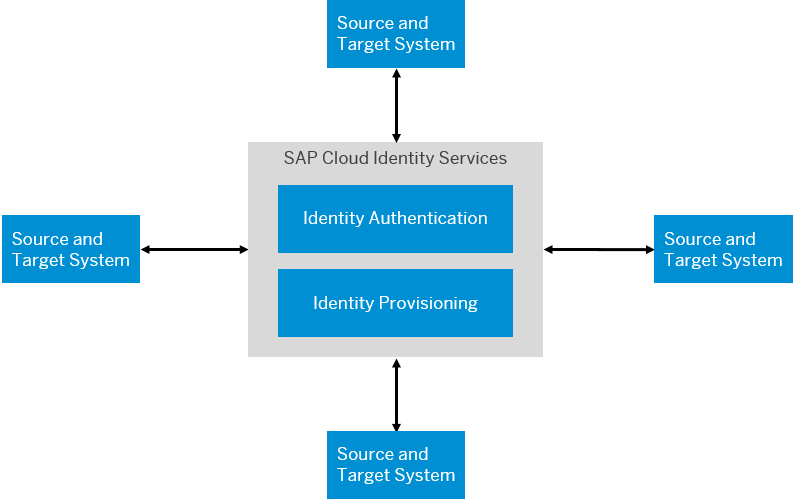 Source and
Target System
SAP Cloud Identity Services
Identity Authentication
Source and
Target System
Source and
Target System
Identity Provisioning
Source and
Target System